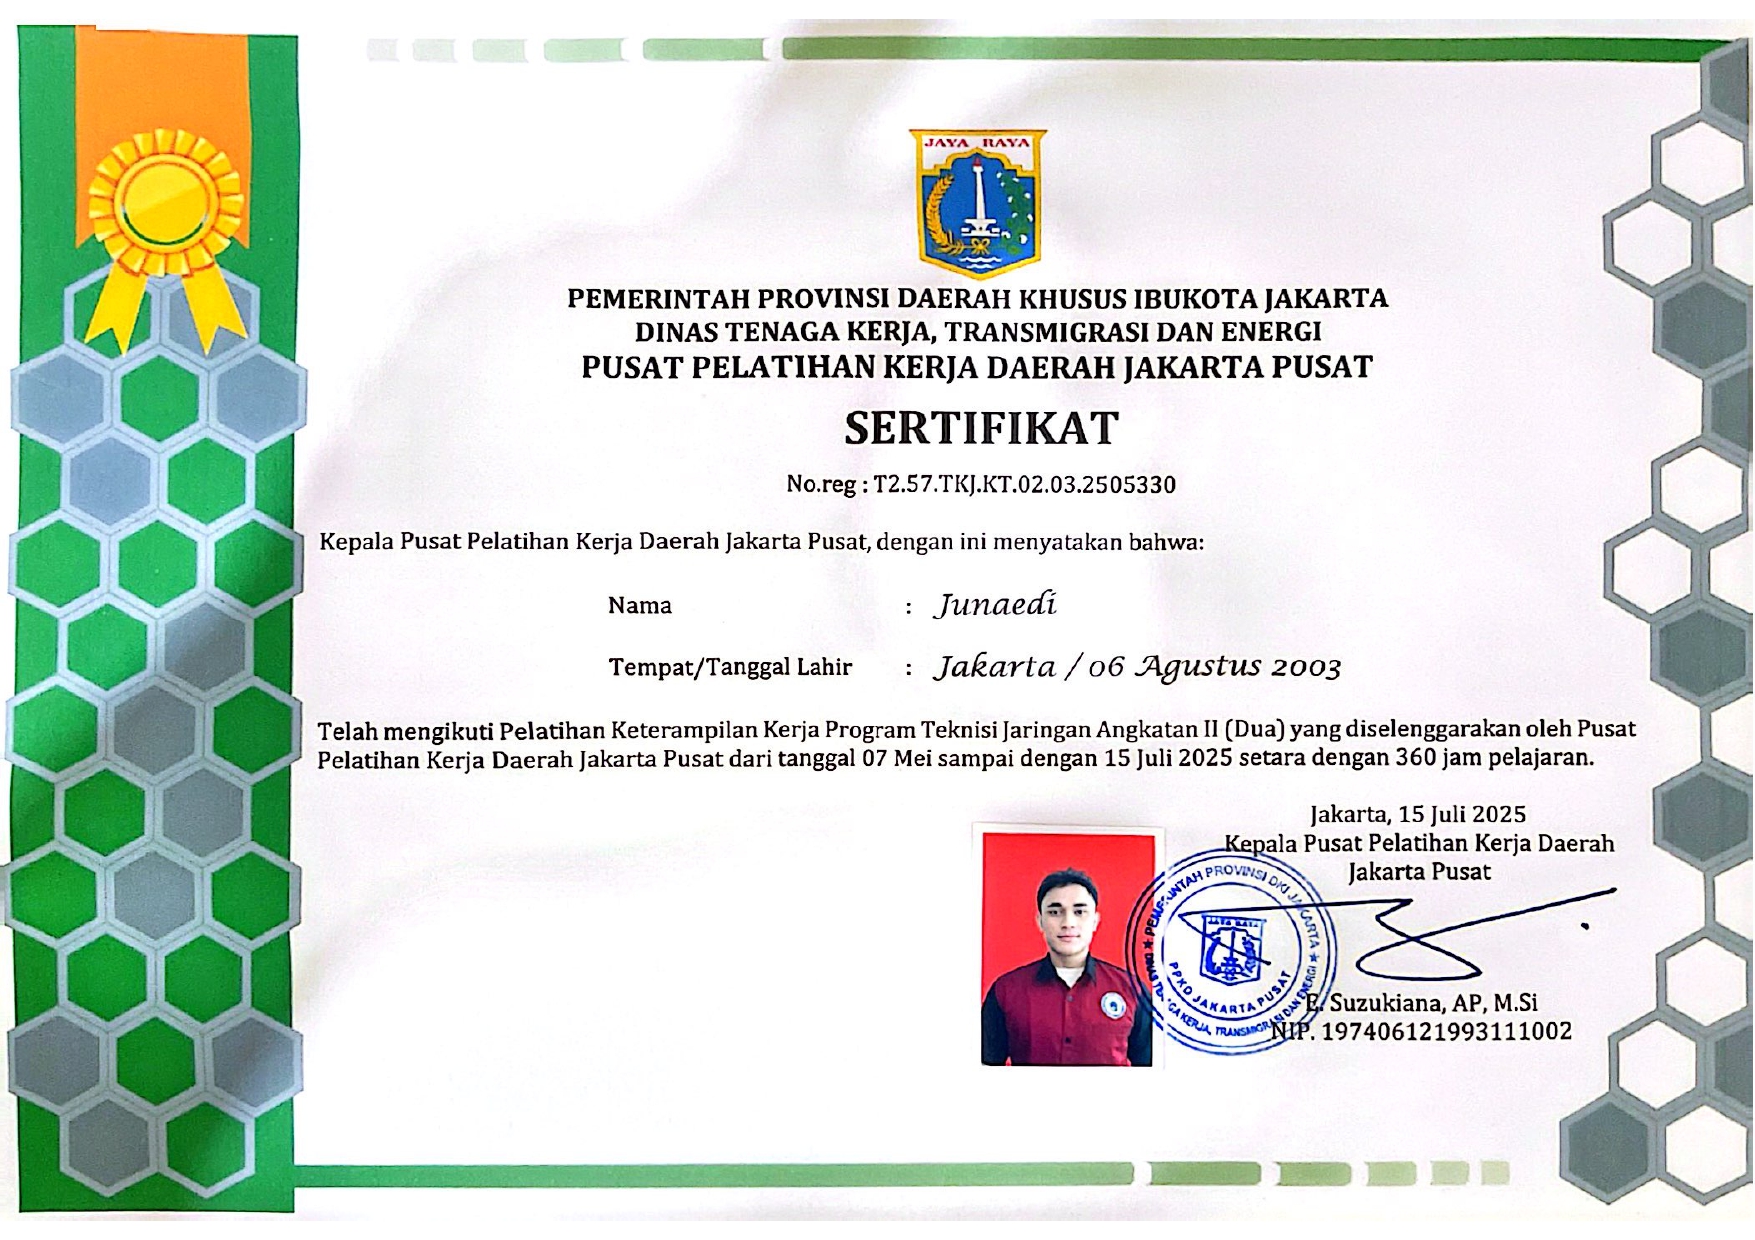 JAYA RAYA
PEMERINTAH PROVINSI DAERAH KHUSUS IBUKOTA JAKARTA
DINAS TENAGA KERJA, TRANSMIGRASI DAN ENERGI
PUSAT PELATIHAN KERJA DAERAH JAKARTA PUSAT
SERTIFIKAT
No.reg : T2.57.TKJ.KT.02.03.2505330
Kepala Pusat Pelatihan Kerja Daerah Jakarta Pusat, dengan ini menyatakan bahwa:
Nama : Junaedi
Tempat/Tanggal Lahir : Jakarta / 06 Agustus 2003
Telah mengikuti Pelatihan Keterampilan Kerja Program Teknisi Jaringan Angkatan II (Dua) yang diselenggarakan oleh Pusat
Pelatihan Kerja Daerah Jakarta Pusat dari tanggal 07 Mei sampai dengan 15 Juli 2025 setara dengan 360 jam pelajaran.
Jakarta, 15 Juli 2025
Kepala Pusat Pelatihan Kerja Daerah
Jakarta Pusat
PEMERINTAH PROVINSI DKI JAKARTA
JAYA RAYA
PPKD JAKARTA PUSAT
DINAS TENAGA KERJA, TRANSMIGRASI DAN ENERGI
E. Suzukiana, AP, M.Si
NIP. 197406121993111002